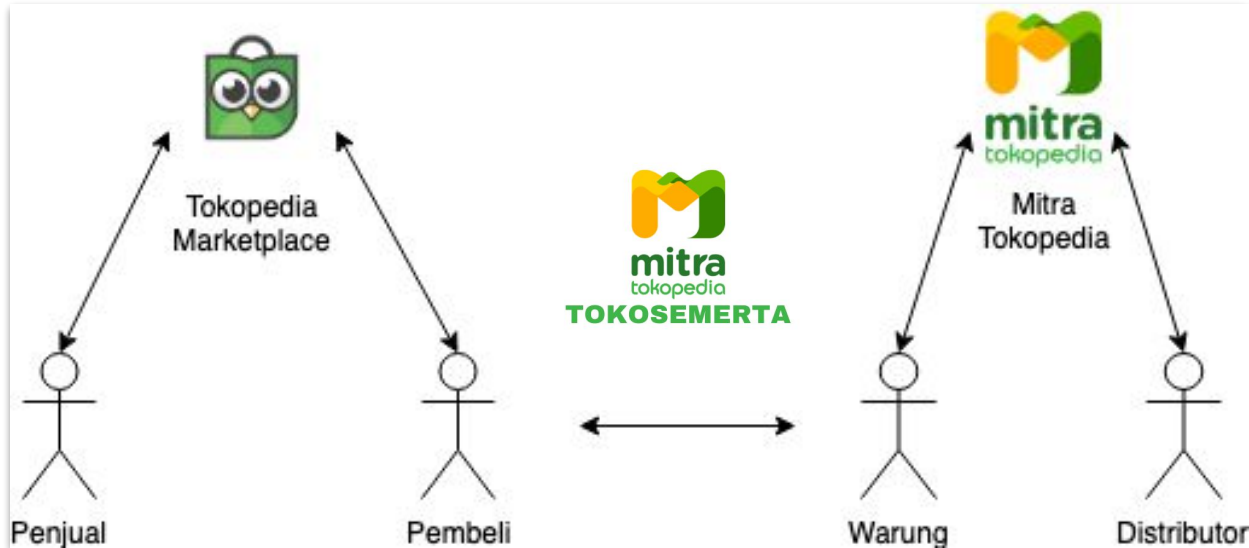 Tokopedia
Marketplace
mitra
tokopedia
TOKOSEMERTA
mitra
tokopedia
Mitra
Tokopedia
Penjual
Pembeli
Warung
Distributor